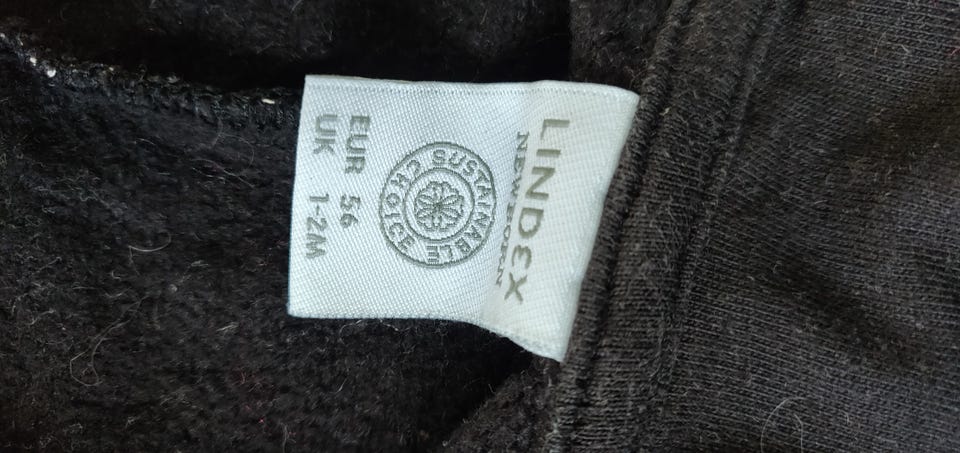 LINDEX
NEWBORN
SUSTAINABLE CHOICE
EUR 56
UK 1-2M